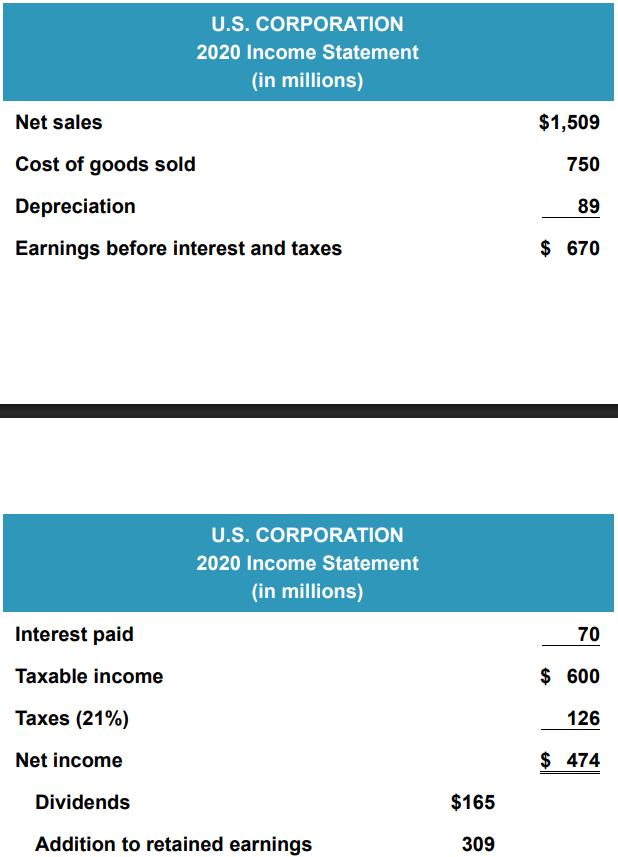 U.S. CORPORATION
2020 Income Statement
(in millions)
Net sales $1,509
Cost of goods sold 750
Depreciation 89
Earnings before interest and taxes $ 670
U.S. CORPORATION
2020 Income Statement
(in millions)
Interest paid 70
Taxable income $ 600
Taxes (21%) 126
Net income $ 474
Dividends $165
Addition to retained earnings 309